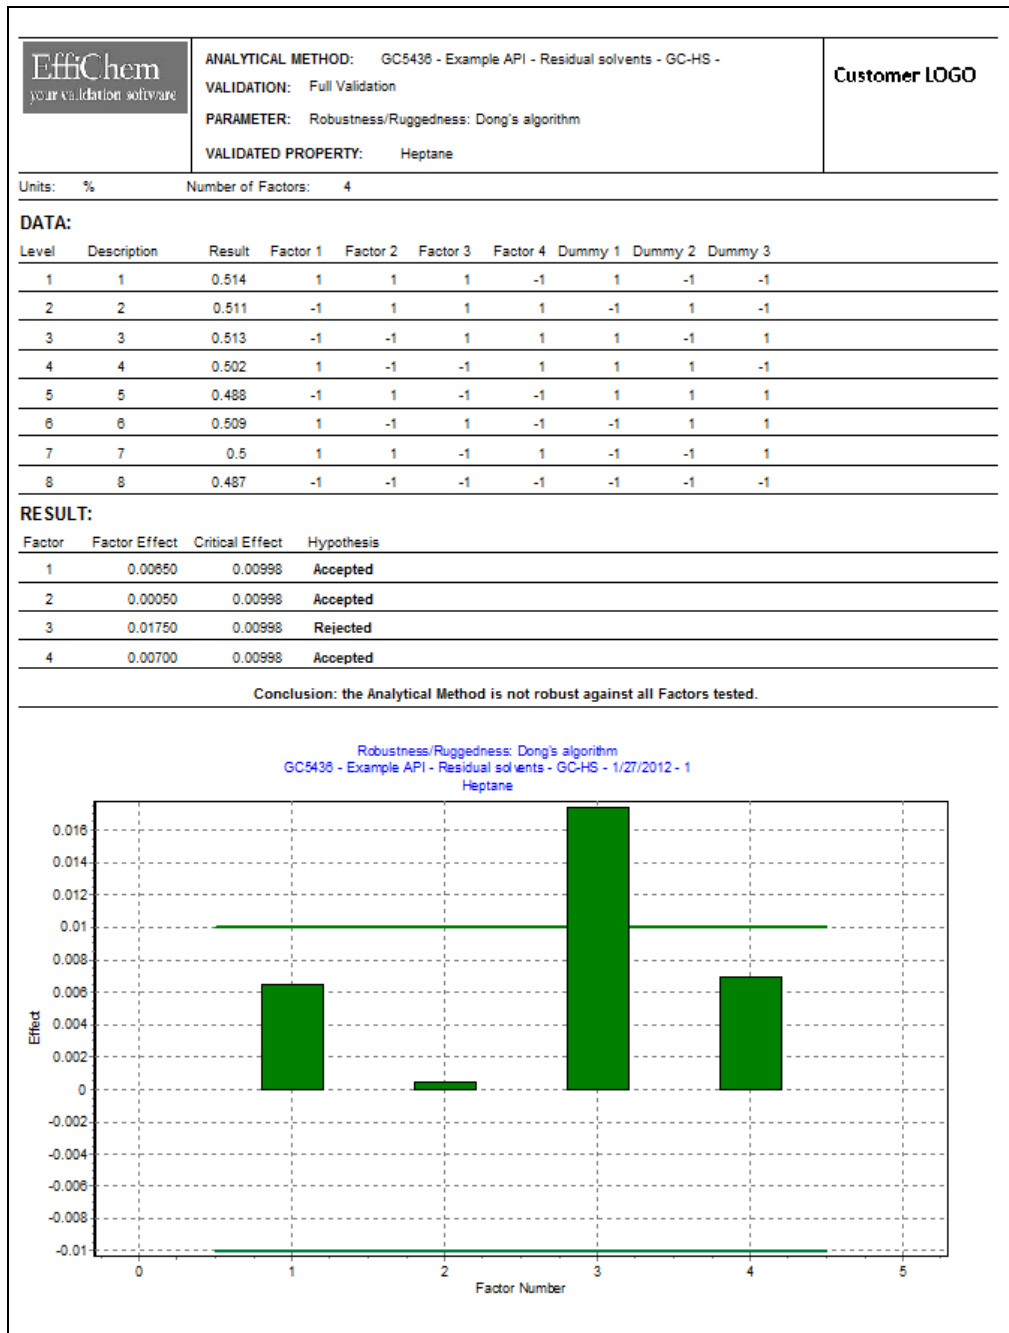 EffiChem
your validation software
ANALYTICAL METHOD: GC5436 - Example API - Residual solvents - GC-HS -
VALIDATION: Full Validation
PARAMETER: Robustness/Ruggedness: Dong's algorithm
VALIDATED PROPERTY: Heptane
Customer LOGO
Units: % Number of Factors: 4
DATA:
Level Description Result Factor 1 Factor 2 Factor 3 Factor 4 Dummy 1 Dummy 2 Dummy 3
1 1 0.514 1 1 1 -1 1 -1 -1
2 2 0.511 -1 1 1 1 -1 1 -1
3 3 0.513 -1 -1 1 1 1 -1 1
4 4 0.502 1 -1 -1 1 1 1 -1
5 5 0.488 -1 1 -1 -1 1 1 1
6 6 0.509 1 -1 1 -1 -1 1 1
7 7 0.5 1 1 -1 1 -1 -1 1
8 8 0.487 -1 -1 -1 -1 -1 -1 -1
RESULT:
Factor Factor Effect Critical Effect Hypothesis
1 0.00650 0.00998 Accepted
2 0.00050 0.00998 Accepted
3 0.01750 0.00998 Rejected
4 0.00700 0.00998 Accepted
Conclusion: the Analytical Method is not robust against all Factors tested.
Robustness/Ruggedness: Dong's algorithm
GC5436 - Example API - Residual solvents - GC-HS - 1/27/2012 - 1
Heptane
0.016
0.014
0.012
0.01
0.008
0.006
0.004
0.002
0
-0.002
-0.004
-0.006
-0.008
-0.01
Effect
0 1 2 3 4 5
Factor Number